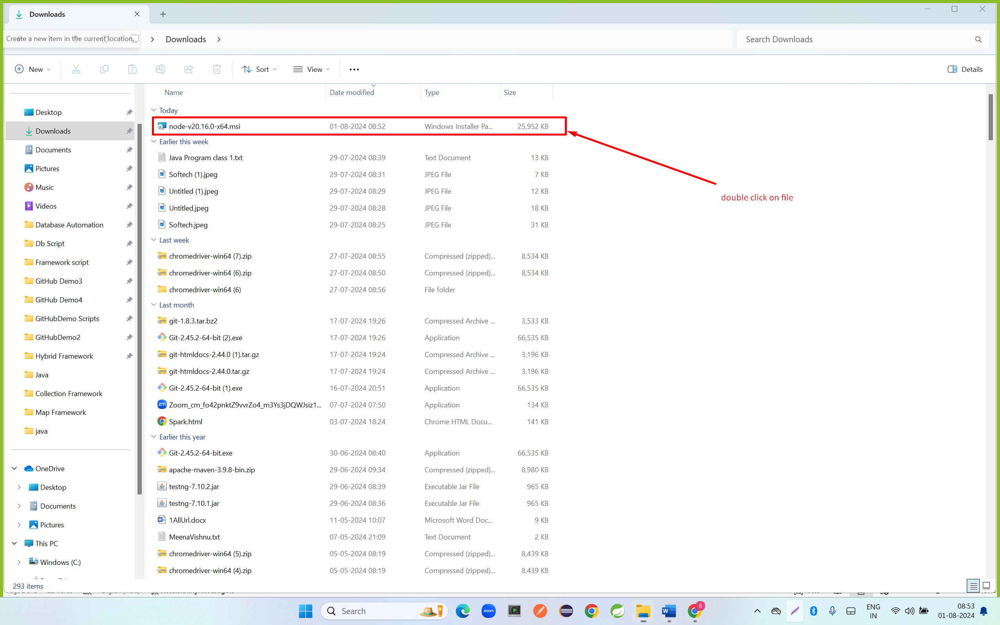 Downloads
Create a new item in the current location.
Downloads
Search Downloads
New
Sort
View
Details
Name Date modified Type Size
Today
node-v20.16.0-x64.msi 01-08-2024 08:52 Windows Installer Pa... 25,952 KB
Earlier this week
Java Program class 1.txt 29-07-2024 08:39 Text Document 13 KB
Softech (1).jpeg 29-07-2024 08:31 JPEG File 7 KB
Untitled (1).jpeg 29-07-2024 08:29 JPEG File 12 KB
Untitled.jpeg 29-07-2024 08:28 JPEG File 18 KB
Softech.jpeg 29-07-2024 08:25 JPEG File 31 KB
Last week
chromedriver-win64 (7).zip 27-07-2024 08:55 Compressed (zipped)... 8,534 KB
chromedriver-win64 (6).zip 27-07-2024 08:50 Compressed (zipped)... 8,534 KB
chromedriver-win64 (6) 27-07-2024 08:56 File folder
Last month
git-1.8.3.tar.bz2 17-07-2024 19:26 Compressed Archive ... 3,533 KB
Git-2.45.2-64-bit (2).exe 17-07-2024 19:26 Application 66,535 KB
git-htmldocs-2.44.0 (1).tar.gz 17-07-2024 19:24 Compressed Archive ... 3,196 KB
git-htmldocs-2.44.0.tar.gz 17-07-2024 19:24 Compressed Archive ... 3,196 KB
Git-2.45.2-64-bit (1).exe 16-07-2024 20:51 Application 66,535 KB
Zoom_cm_fo42pnktZ9vvrZo4_m3Ys3jDQWJsiz1... 07-07-2024 07:50 Application 134 KB
Spark.html 03-07-2024 18:24 Chrome HTML Docu... 141 KB
Earlier this year
Git-2.45.2-64-bit.exe 30-06-2024 08:40 Application 66,535 KB
apache-maven-3.9.8-bin.zip 29-06-2024 09:34 Compressed (zipped)... 8,980 KB
testng-7.10.2.jar 29-06-2024 08:39 Executable Jar File 965 KB
testng-7.10.1.jar 29-06-2024 08:36 Executable Jar File 965 KB
1AllUrl.docx 11-05-2024 10:07 Microsoft Word Doc... 9 KB
MeenaVishnu.txt 07-05-2024 21:09 Text Document 2 KB
chromedriver-win64 (5).zip 05-05-2024 08:19 Compressed (zipped)... 8,439 KB
chromedriver-win64 (4).zip 05-05-2024 08:19 Compressed (zipped)... 8,439 KB
double click on file
Desktop
Downloads
Documents
Pictures
Music
Videos
Database Automation
Db Script
Framework script
GitHub Demo3
GitHub Demo4
GitHubDemo Scripts
GitHubDemo2
Hybrid Framework
Java
Collection Framework
Map Framework
java
OneDrive
Desktop
Documents
Pictures
This PC
Windows (C:)
293 items
Search
zoom
S
ENG
IN
08:53
01-08-2024